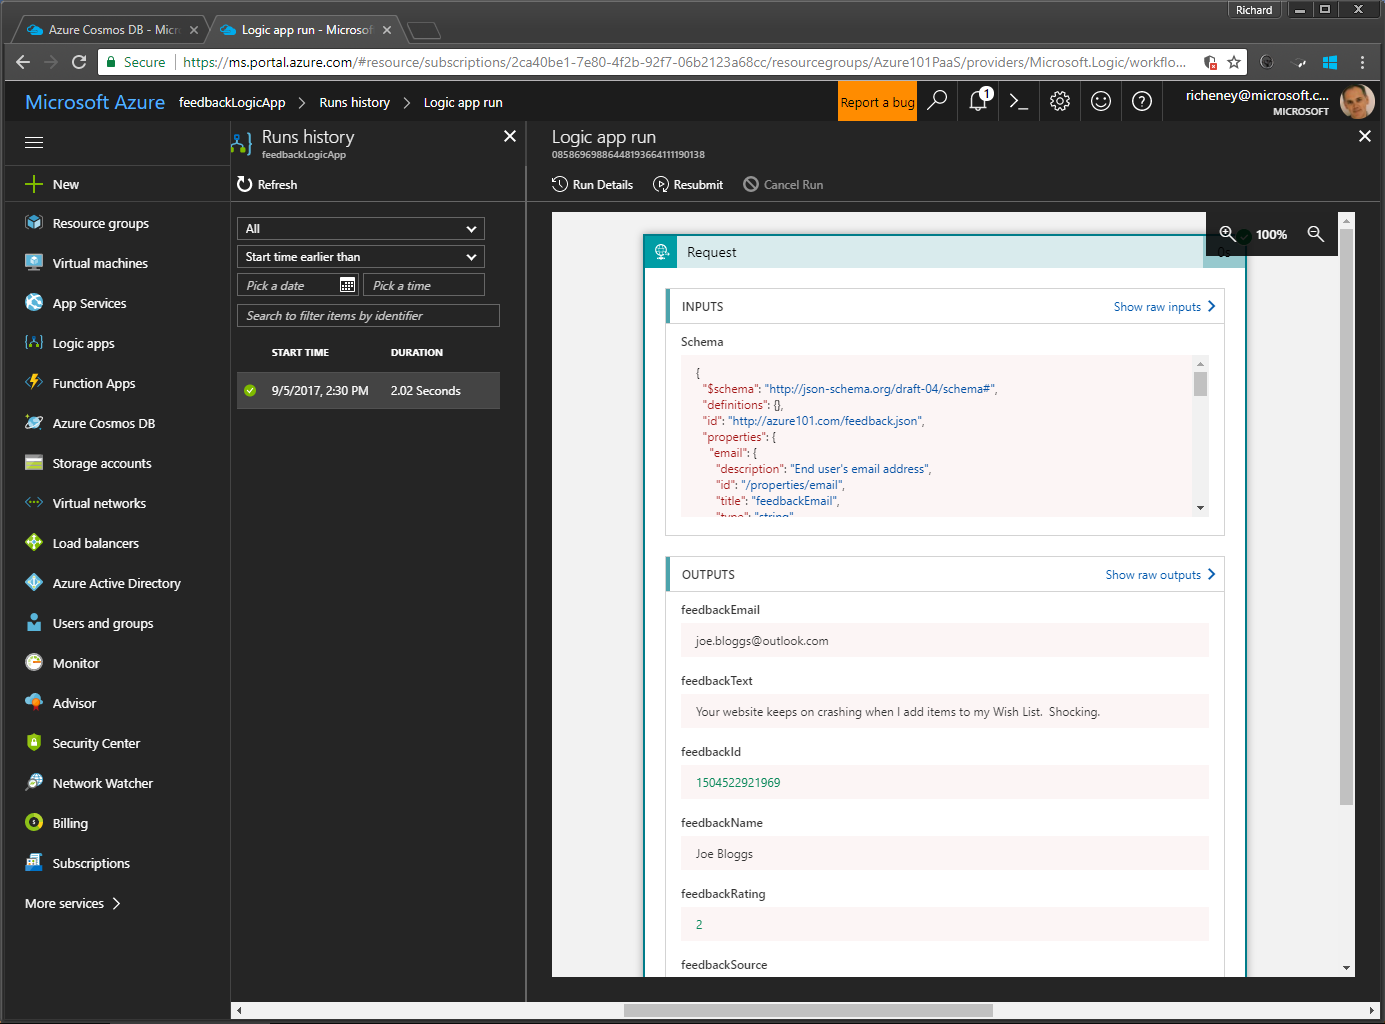 Richard
Azure Cosmos DB - Micr
Logic app run - Microsof
Secure
https://ms.portal.azure.com/#resource/subscriptions/2ca40be1-7e80-4f2b-92f7-06b2123a68cc/resourcegroups/Azure101PaaS/providers/Microsoft.Logic/workflo...
Microsoft Azure feedbackLogicApp > Runs history > Logic app run
Report a bug
1
richeney@microsoft.c...
MICROSOFT
New
Resource groups
Virtual machines
App Services
Logic apps
Function Apps
Azure Cosmos DB
Storage accounts
Virtual networks
Load balancers
Azure Active Directory
Users and groups
Monitor
Advisor
Security Center
Network Watcher
Billing
Subscriptions
More services >
Runs history
feedbackLogicApp
Refresh
All
Start time earlier than
Pick a date
Pick a time
Search to filter items by identifier
START TIME DURATION
9/5/2017, 2:30 PM 2.02 Seconds
Logic app run
Run Details Resubmit Cancel Run
100%
Request
0s
INPUTS
Show raw inputs
Schema
{
"$schema": "http://json-schema.org/draft-04/schema#",
"definitions": {},
"id": "http://azure101.com/feedback.json",
"properties": {
"email": {
"description": "End user's email address",
"id": "/properties/email",
"title": "feedbackEmail",
"type": "string"
OUTPUTS
Show raw outputs
feedbackEmail
joe.bloggs@outlook.com
feedbackText
Your website keeps on crashing when I add items to my Wish List.  Shocking.
feedbackId
1504522921969
feedbackName
Joe Bloggs
feedbackRating
2
feedbackSource